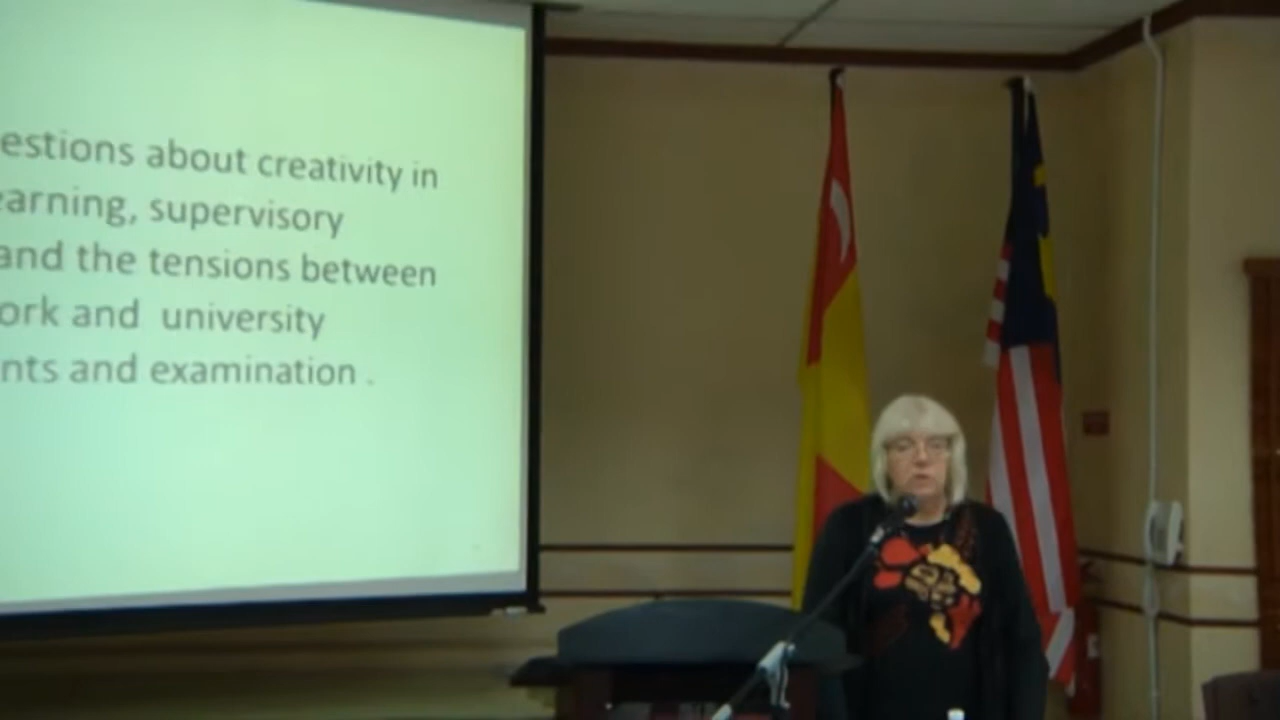 estions about creativity in
earning, supervisory
and the tensions between
ork and university
nts and examination .